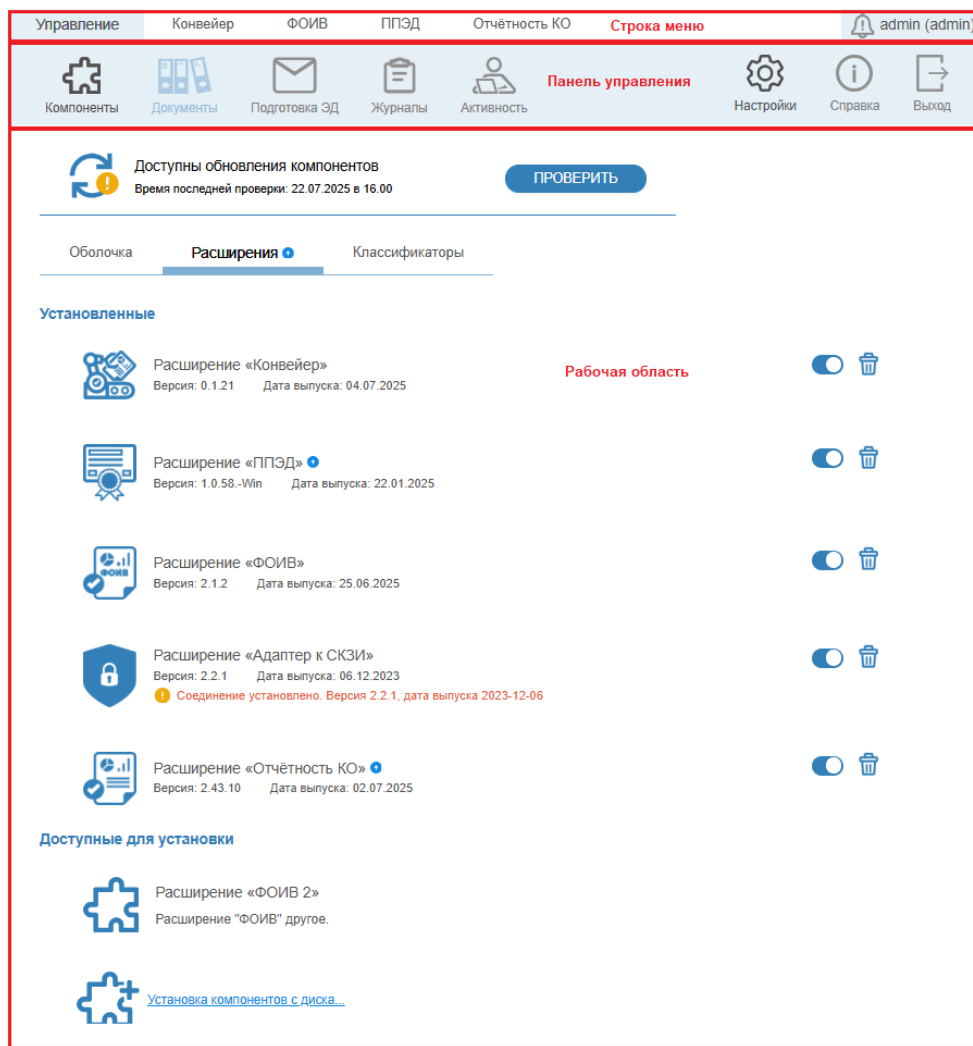 Управление Конвейер ФОИВ ППЭД Отчётность КО Строка меню admin (admin)
Компоненты Документы Подготовка ЭД Журналы Активность Панель управления Настройки Справка Выход
Доступны обновления компонентов
Время последней проверки: 22.07.2025 в 16.00
ПРОВЕРИТЬ
Оболочка Расширения Классификаторы
Установленные
Расширение «Конвейер»
Версия: 0.1.21 Дата выпуска: 04.07.2025
Рабочая область
Расширение «ППЭД»
Версия: 1.0.58.-Win Дата выпуска: 22.01.2025
ФОИВ
Расширение «ФОИВ»
Версия: 2.1.2 Дата выпуска: 25.06.2025
Расширение «Адаптер к СКЗИ»
Версия: 2.2.1 Дата выпуска: 06.12.2023
Соединение установлено. Версия 2.2.1, дата выпуска 2023-12-06
Расширение «Отчётность КО»
Версия: 2.43.10 Дата выпуска: 02.07.2025
Доступные для установки
Расширение «ФОИВ 2»
Расширение "ФОИВ" другое.
Установка компонентов с диска...